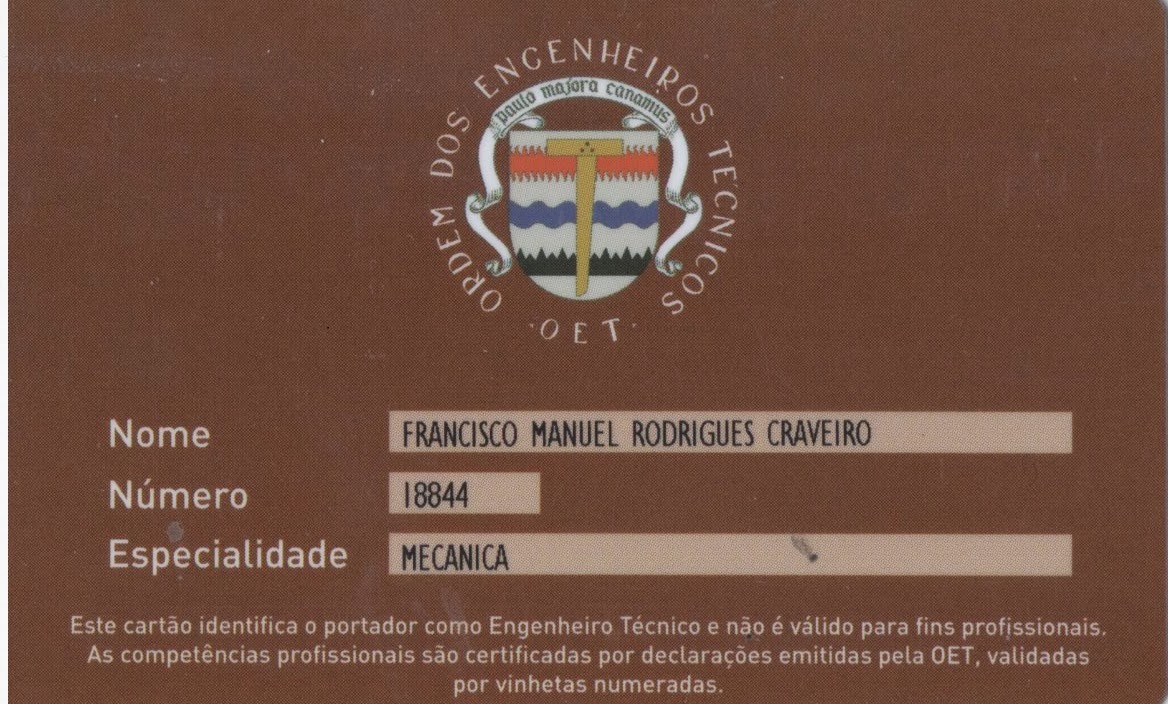 ORDEM DOS ENGENHEIROS TÉCNICOS
paulo majora canamus
·OET·
Nome FRANCISCO MANUEL RODRIGUES CRAVEIRO
Número 18844
Especialidade MECANICA
Este cartão identifica o portador como Engenheiro Técnico e não é válido para fins profissionais.
As competências profissionais são certificadas por declarações emitidas pela OET, validadas
por vinhetas numeradas.